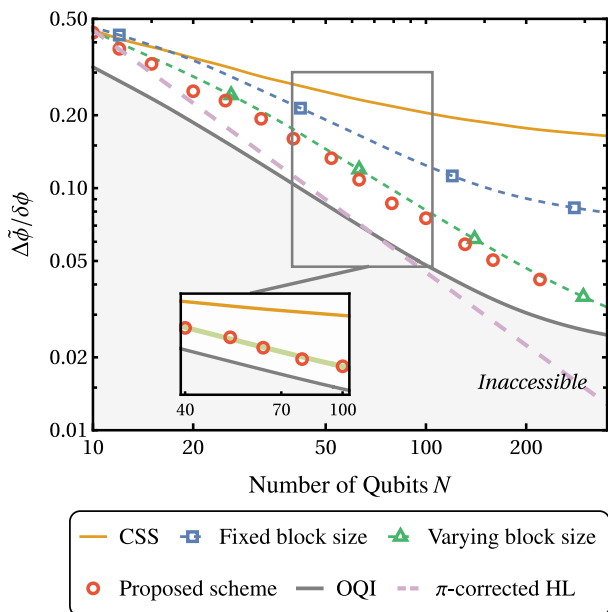 0.50
0.20
0.10
0.05
0.02
0.01
Δφ̃/δφ
Inaccessible
40 70 100
10 20 50 100 200
Number of Qubits N
CSS Fixed block size Varying block size
Proposed scheme OQI π-corrected HL